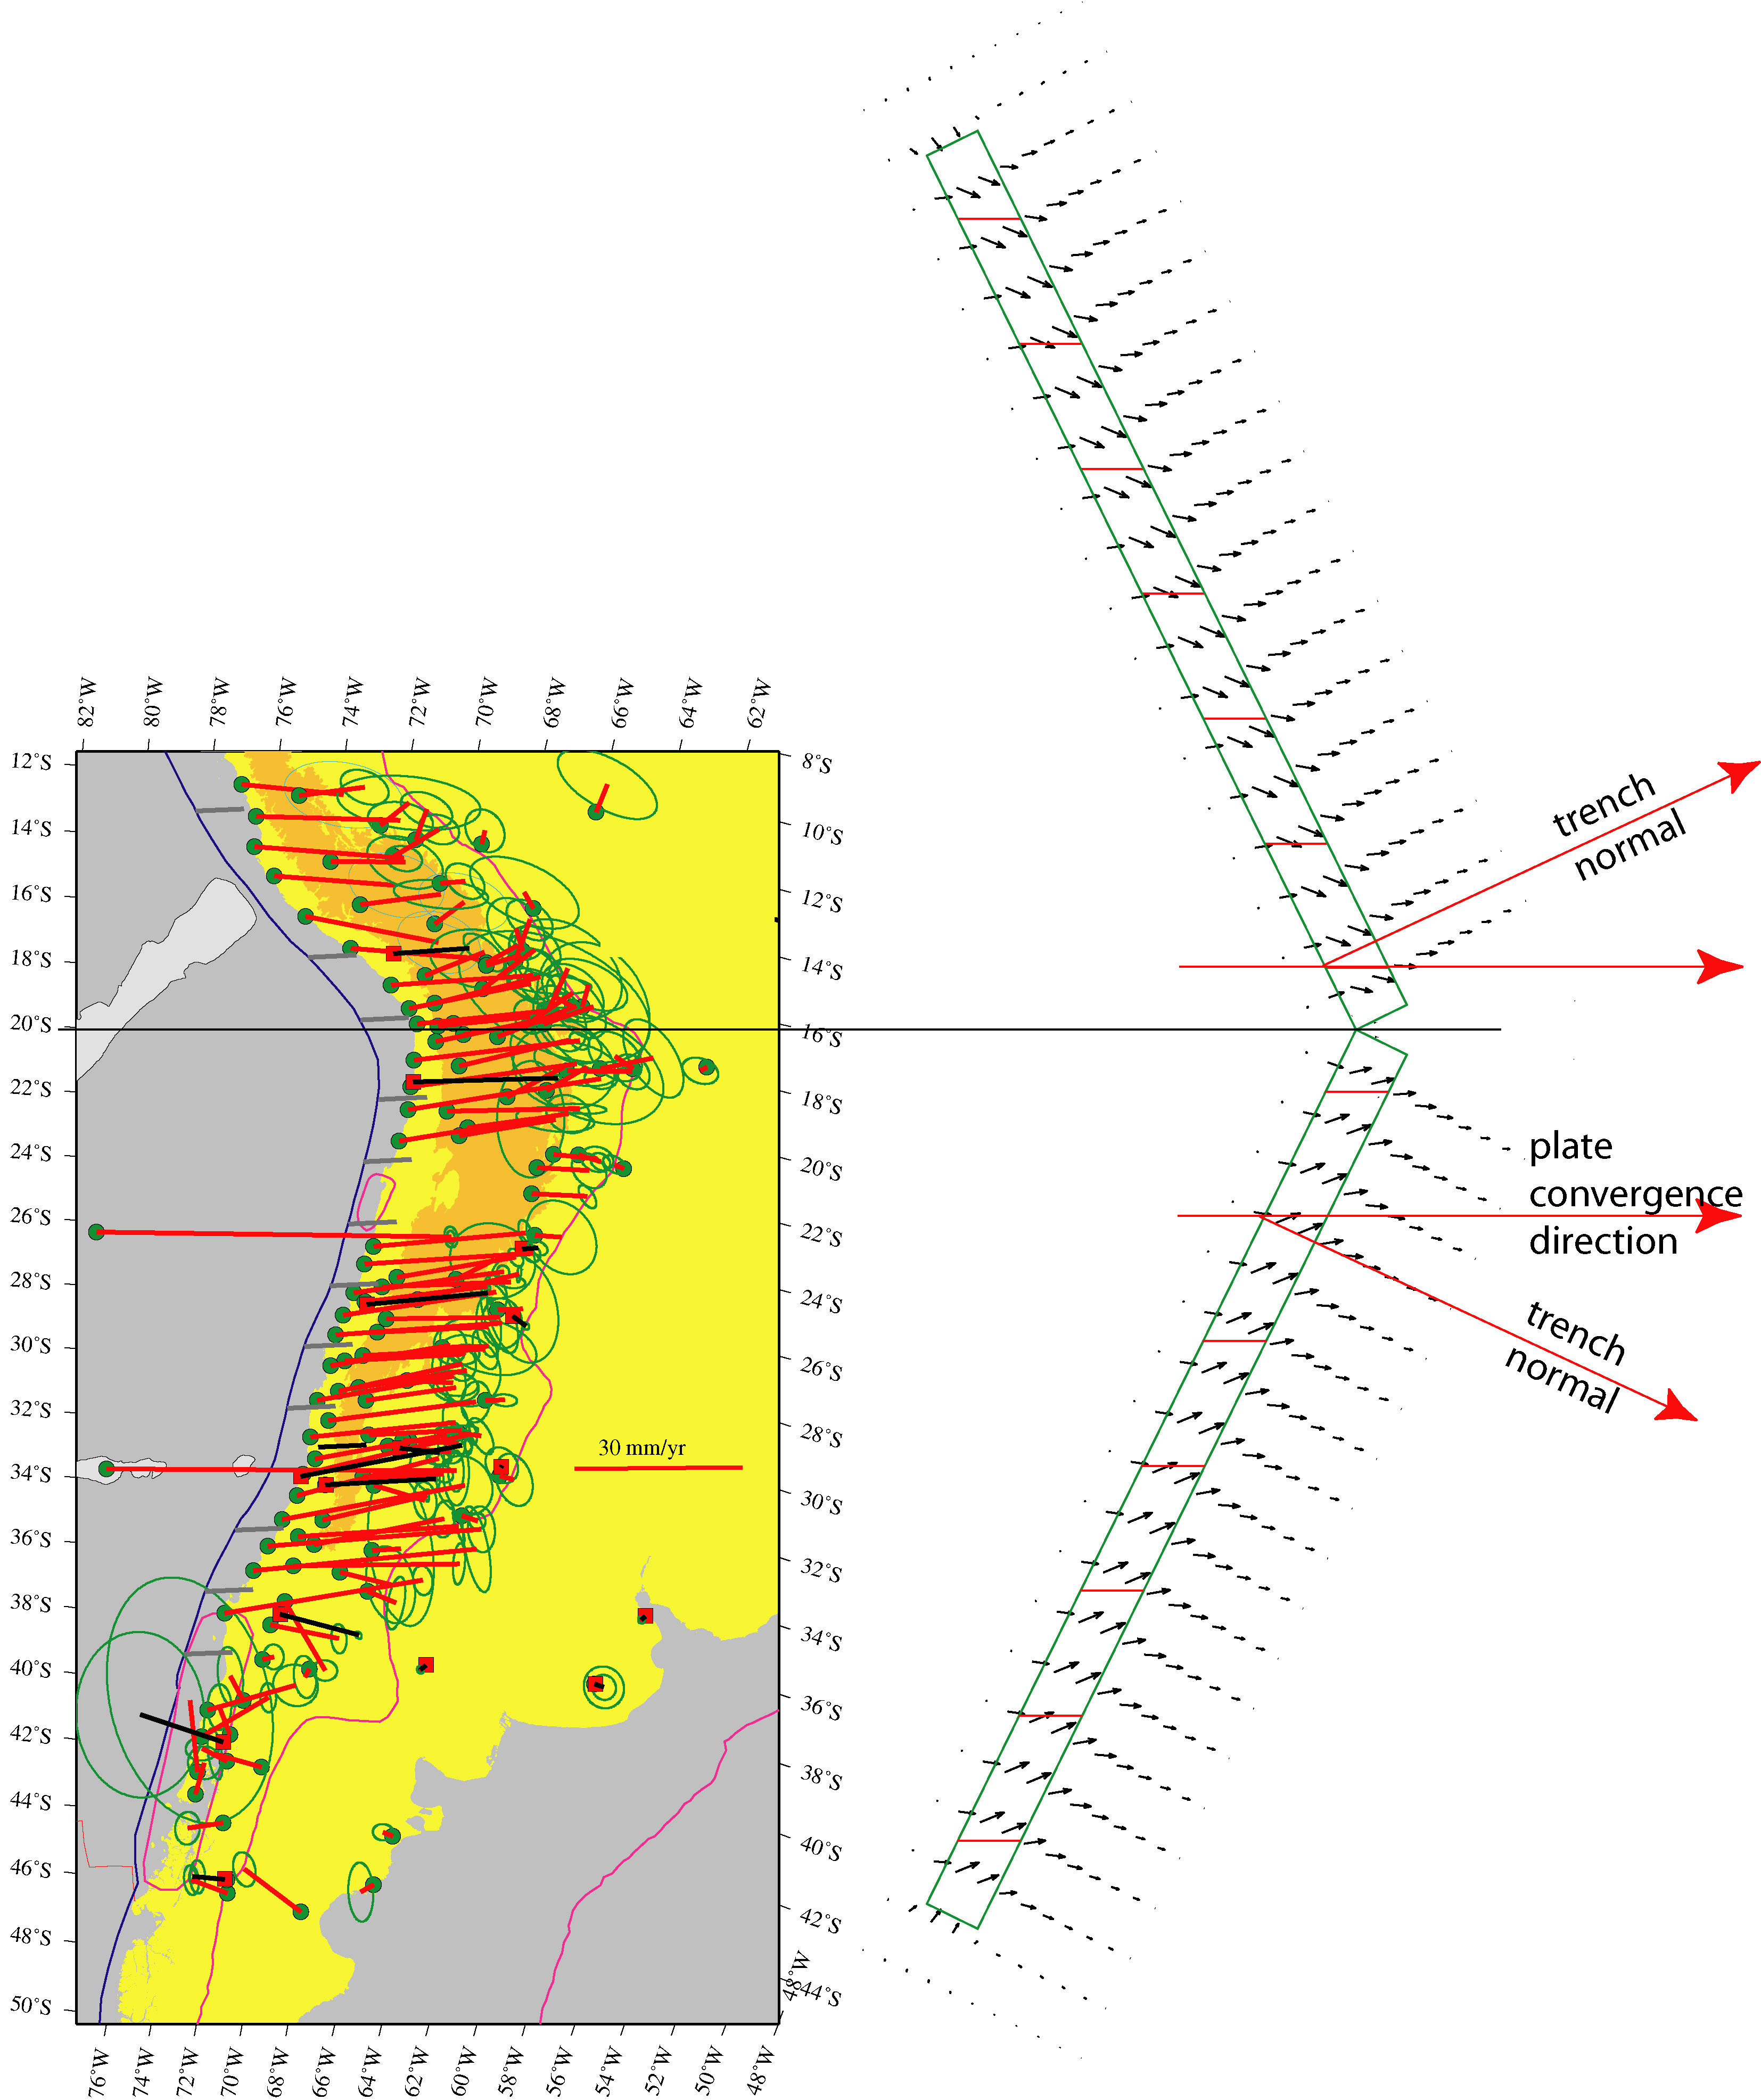 82°W
80°W
78°W
76°W
74°W
72°W
70°W
68°W
66°W
64°W
62°W
12°S
14°S
16°S
18°S
20°S
22°S
24°S
26°S
28°S
30°S
32°S
34°S
36°S
38°S
40°S
42°S
44°S
46°S
48°S
50°S
8°S
10°S
12°S
14°S
16°S
18°S
20°S
22°S
24°S
26°S
28°S
30°S
32°S
34°S
36°S
38°S
40°S
42°S
44°S
48°W
30 mm/yr
76°W
74°W
72°W
70°W
68°W
66°W
64°W
62°W
60°W
58°W
56°W
54°W
52°W
50°W
48°W
trench
normal
plate
convergence
direction
trench
normal